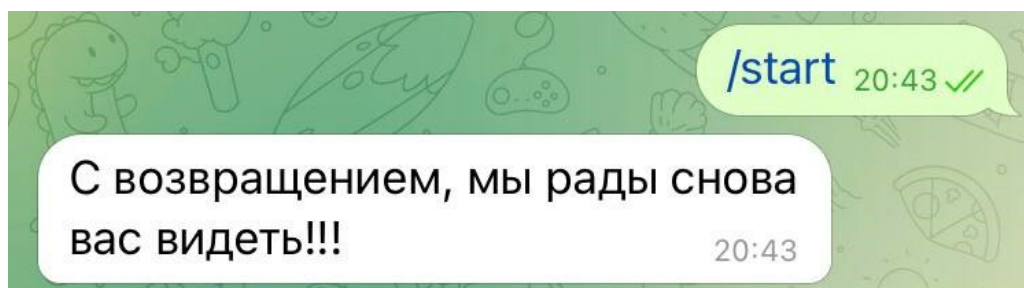 /start 20:43
С возвращением, мы рады снова
вас видеть!!! 20:43